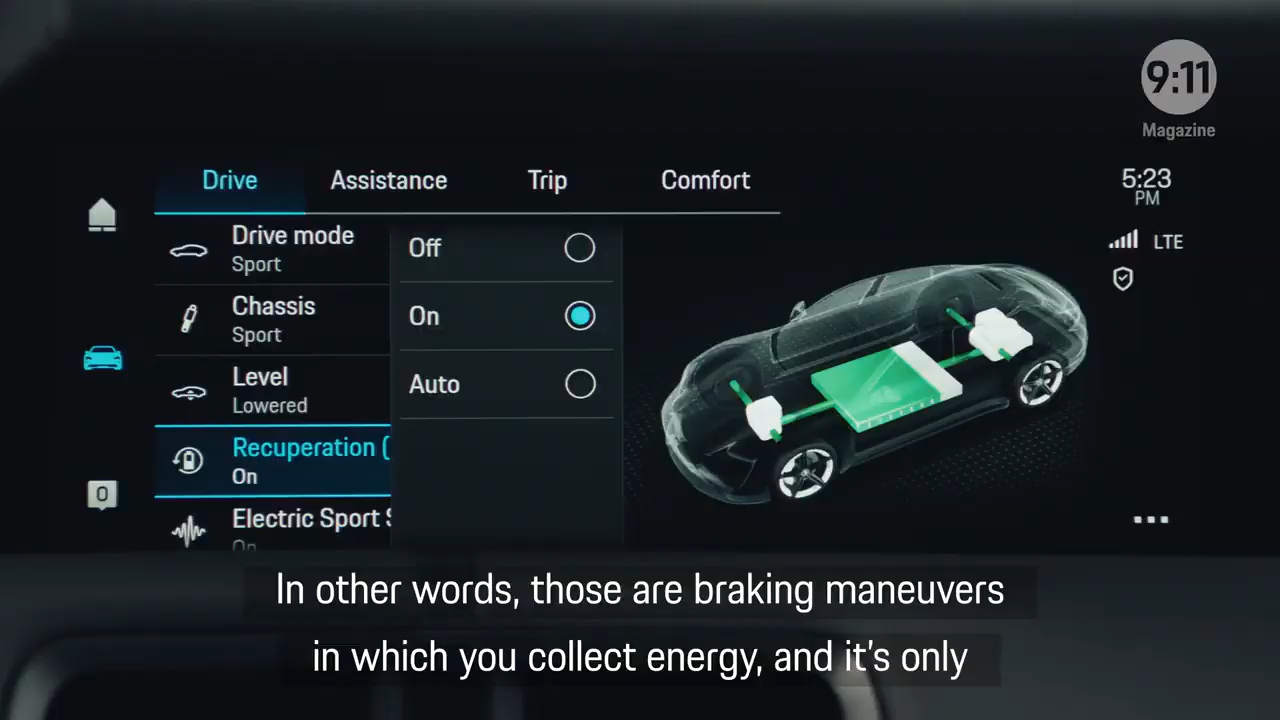 9:11
Magazine
Drive Assistance Trip Comfort
5:23
PM
LTE
Drive mode
Sport
Chassis
Sport
Level
Lowered
Recuperation (
On
Electric Sport S
On
Off
On
Auto
0
In other words, those are braking maneuvers
in which you collect energy, and it's only